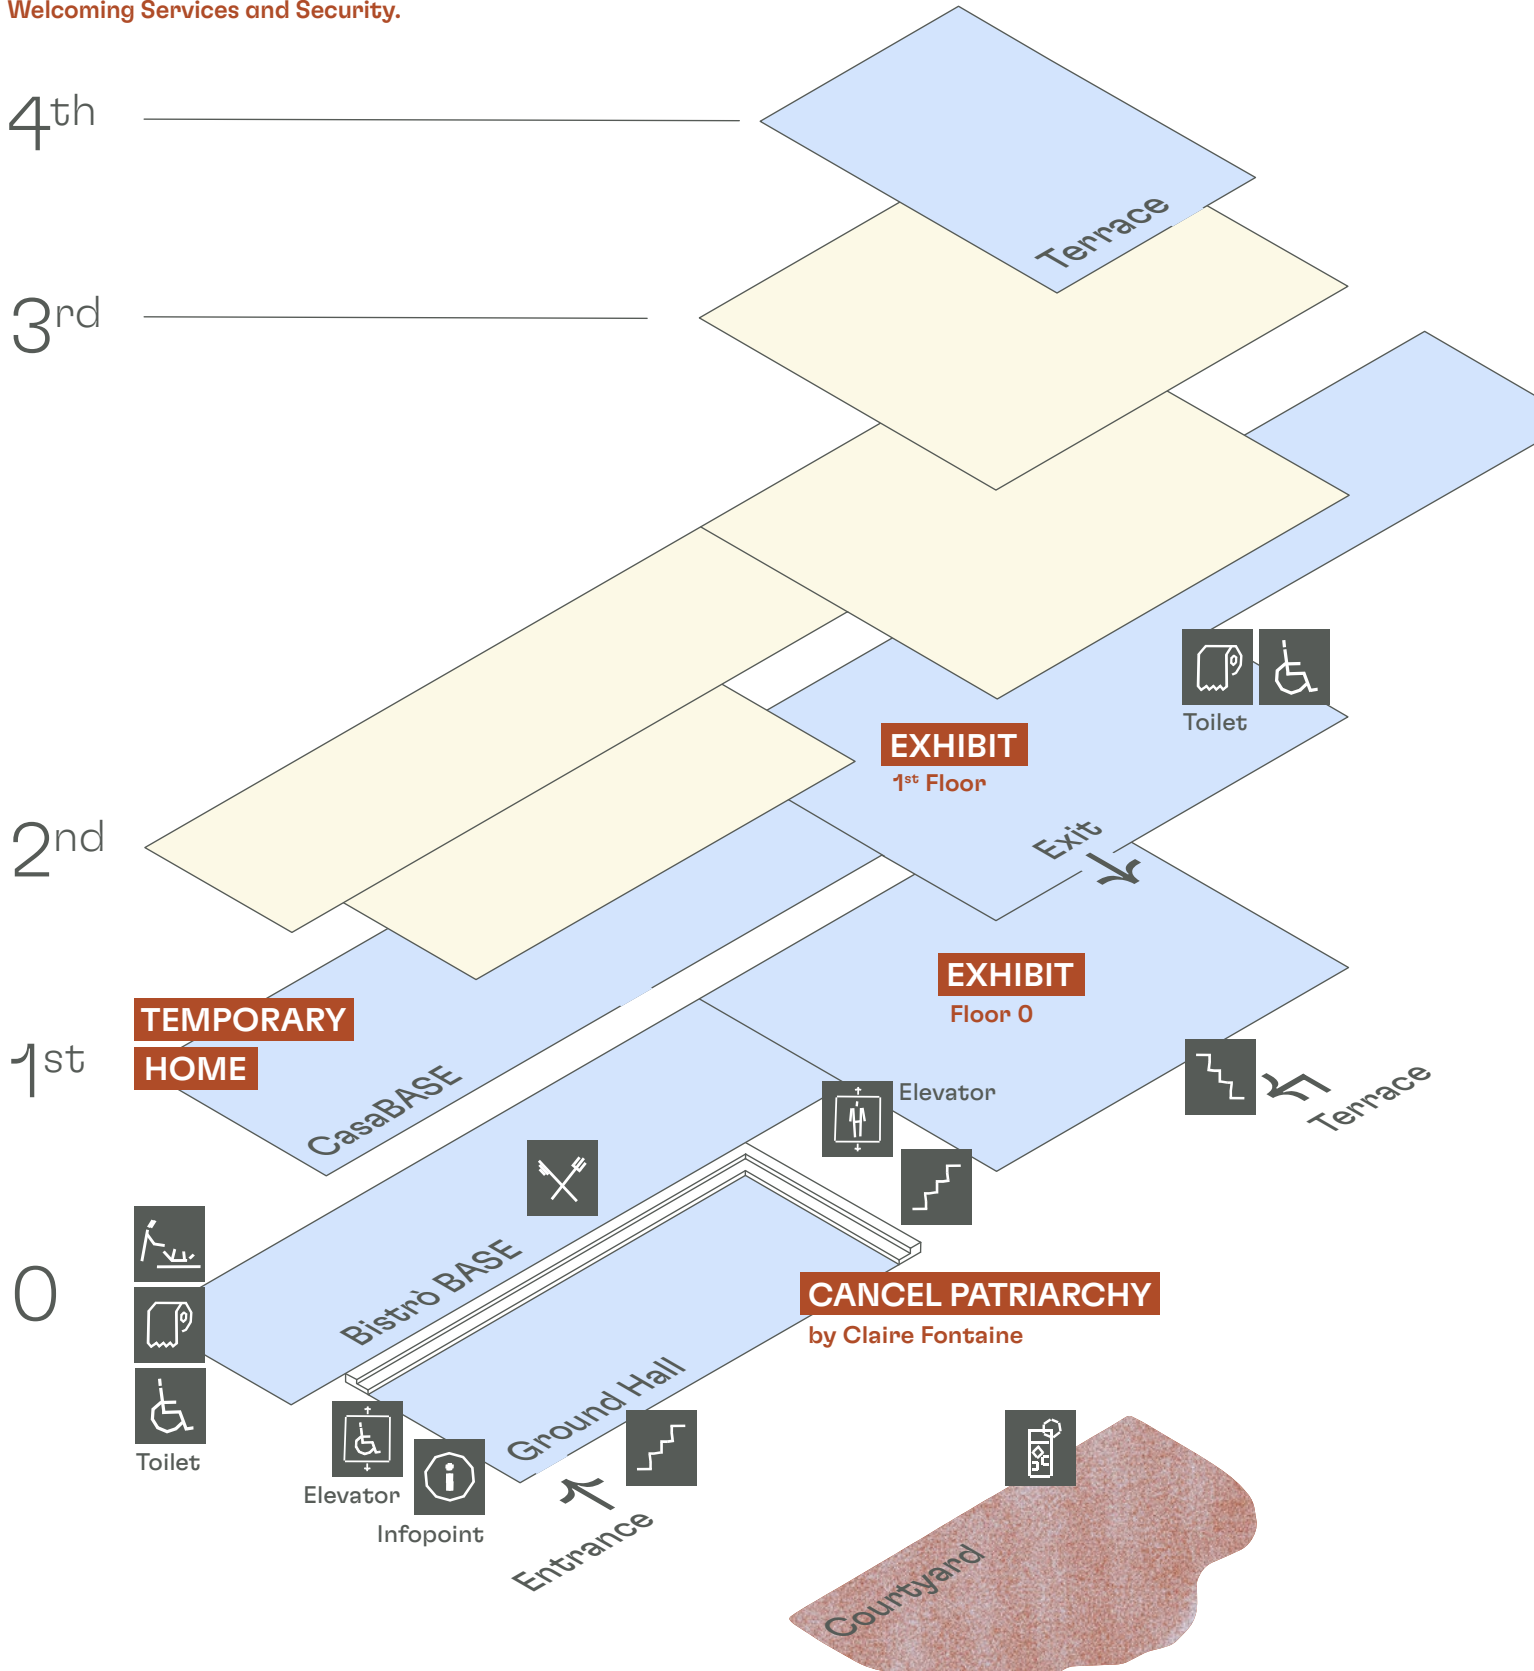 Welcoming Services and Security.
4th
Terrace
3rd
Toilet
EXHIBIT
1st Floor
2nd
Exit
EXHIBIT
Floor 0
TEMPORARY
HOME
1st
CasaBASE
Elevator
Terrace
0
Bistrò BASE
CANCEL PATRIARCHY
by Claire Fontaine
Ground Hall
Toilet
Elevator
Infopoint
Entrance
Courtyard